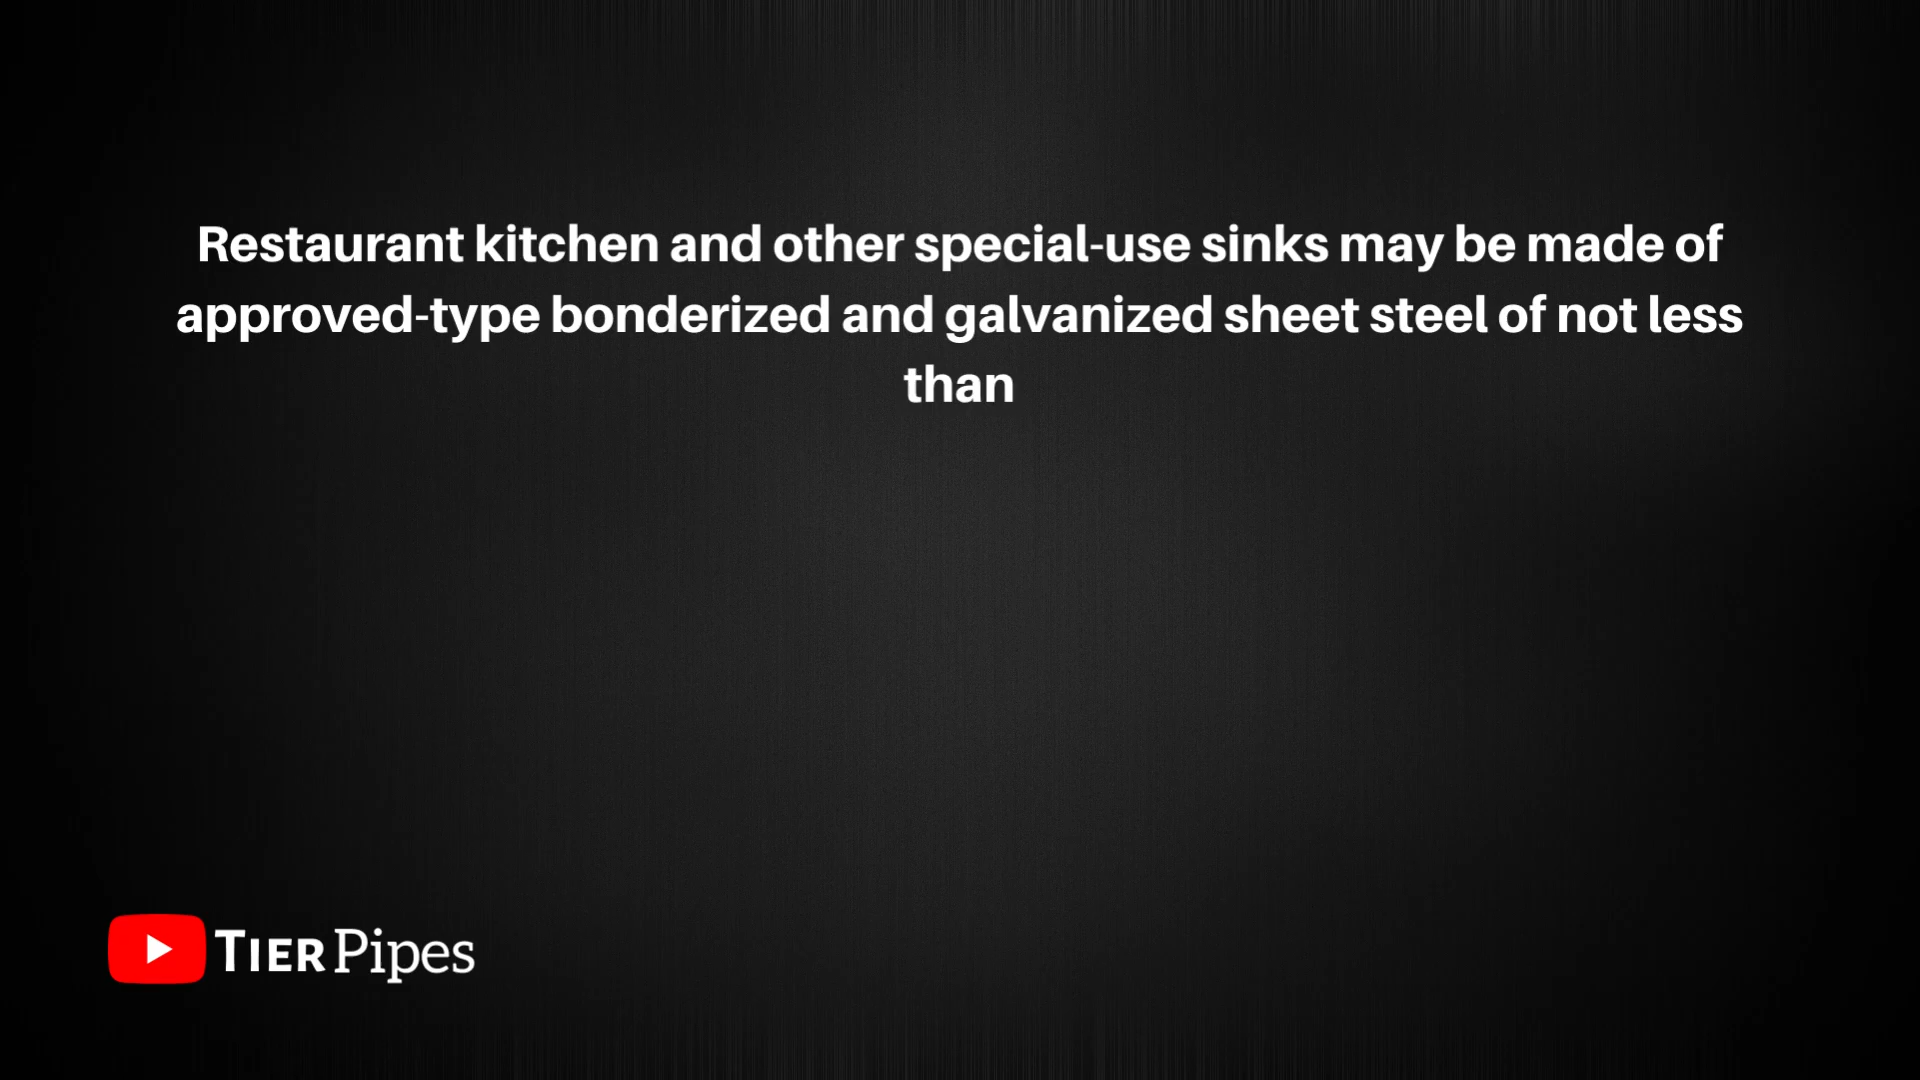 Restaurant kitchen and other special-use sinks may be made of
approved-type bonderized and galvanized sheet steel of not less
than
TIER Pipes